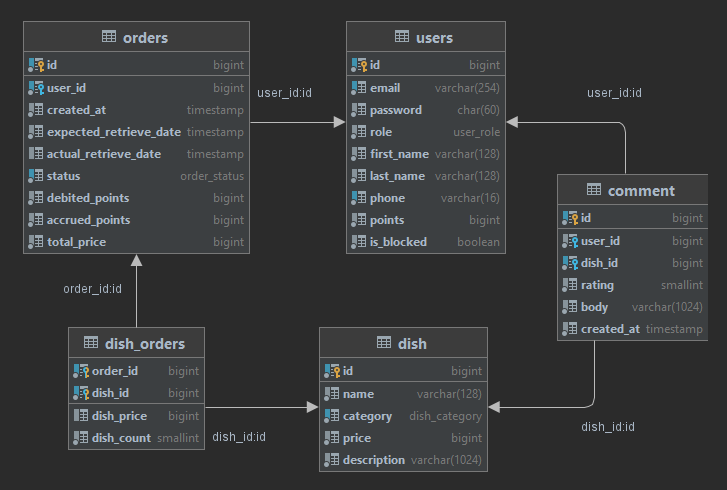 orders
id bigint
user_id bigint
created_at timestamp
expected_retrieve_date timestamp
actual_retrieve_date timestamp
status order_status
debited_points bigint
accrued_points bigint
total_price bigint
user_id:id
users
id bigint
email varchar(254)
password char(60)
role user_role
first_name varchar(128)
last_name varchar(128)
phone varchar(16)
points bigint
is_blocked boolean
user_id:id
comment
id bigint
user_id bigint
dish_id bigint
rating smallint
body varchar(1024)
created_at timestamp
order_id:id
dish_orders
order_id bigint
dish_id bigint
dish_price bigint
dish_count smallint
dish_id:id
dish
id bigint
name varchar(128)
category dish_category
price bigint
description varchar(1024)
dish_id:id